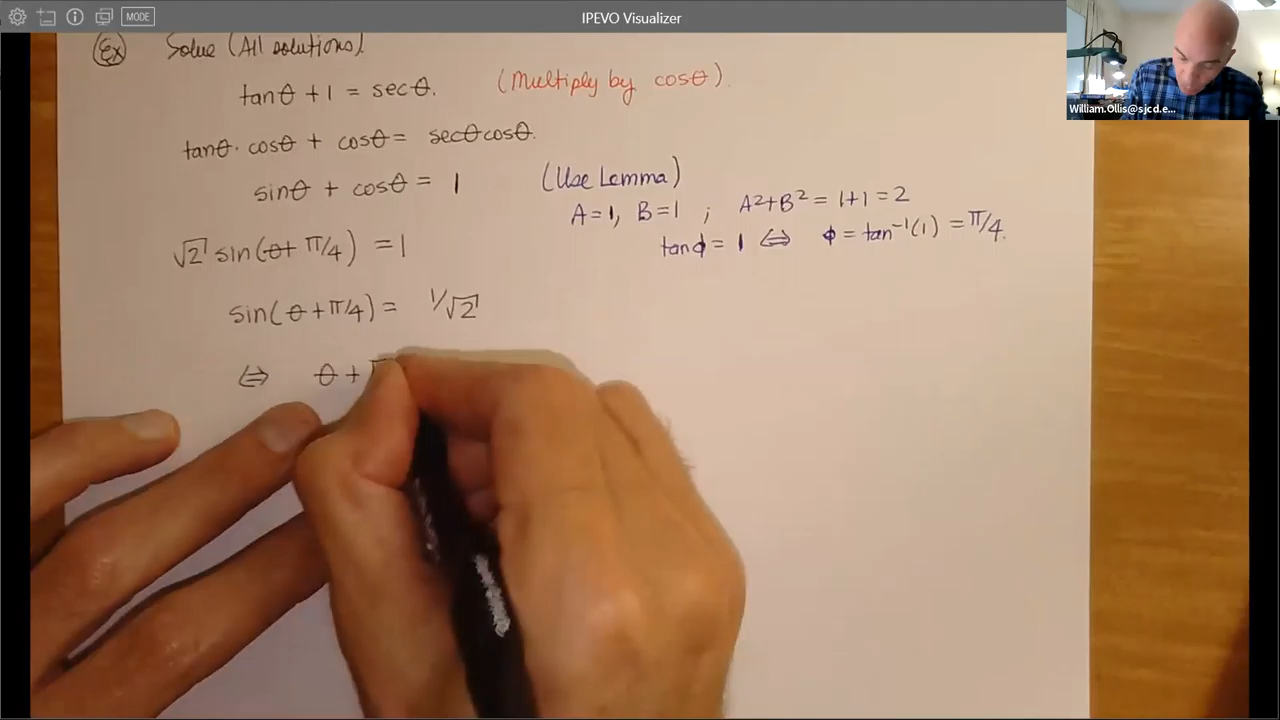 MODE
IPEVO Visualizer
William.Ollis@sjcd.e...
Ex Solve (All solutions)
tanθ + 1 = secθ. (Multiply by cosθ).
tanθ · cosθ + cosθ = secθcosθ.
sinθ + cosθ = 1 (Use Lemma)
A=1, B=1 ; A²+B² = 1+1 = 2
√2 sin(θ + π/4) = 1
tanϕ = 1 ⇔ ϕ = tan⁻¹(1) = π/4.
sin(θ + π/4) = 1/√2
⇔ θ +